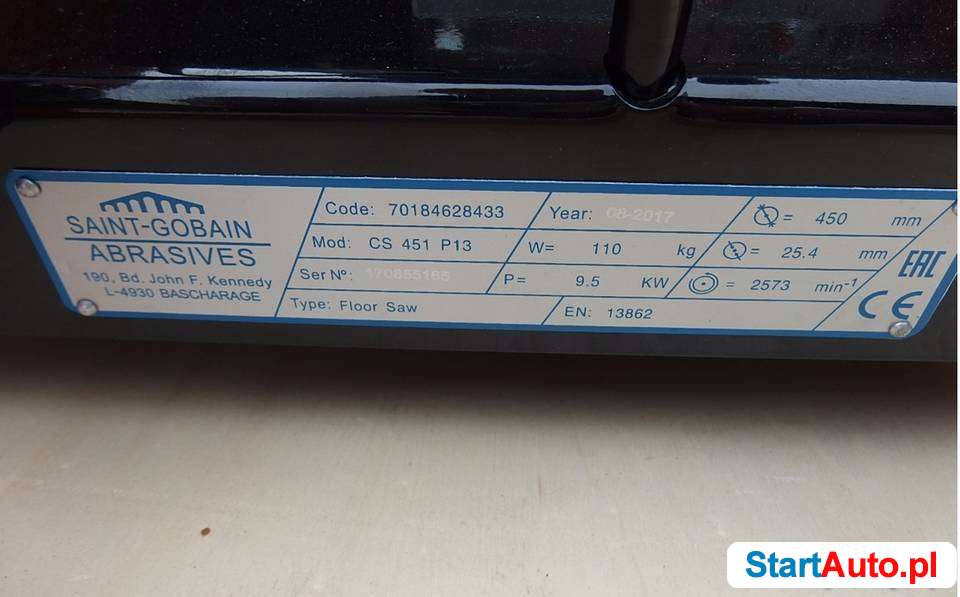 SAINT-GOBAIN
ABRASIVES
190, Bd. John F. Kennedy
L-4930 BASCHARAGE
Code: 70184628433
Year: 08-2017
= 450 mm
Mod: CS 451 P13
W= 110 kg
= 25.4 mm
Ser Nº: 170855165
P= 9.5 KW
= 2573 min-1
Type: Floor Saw
EN: 13862
EAC
CE
StartAuto.pl